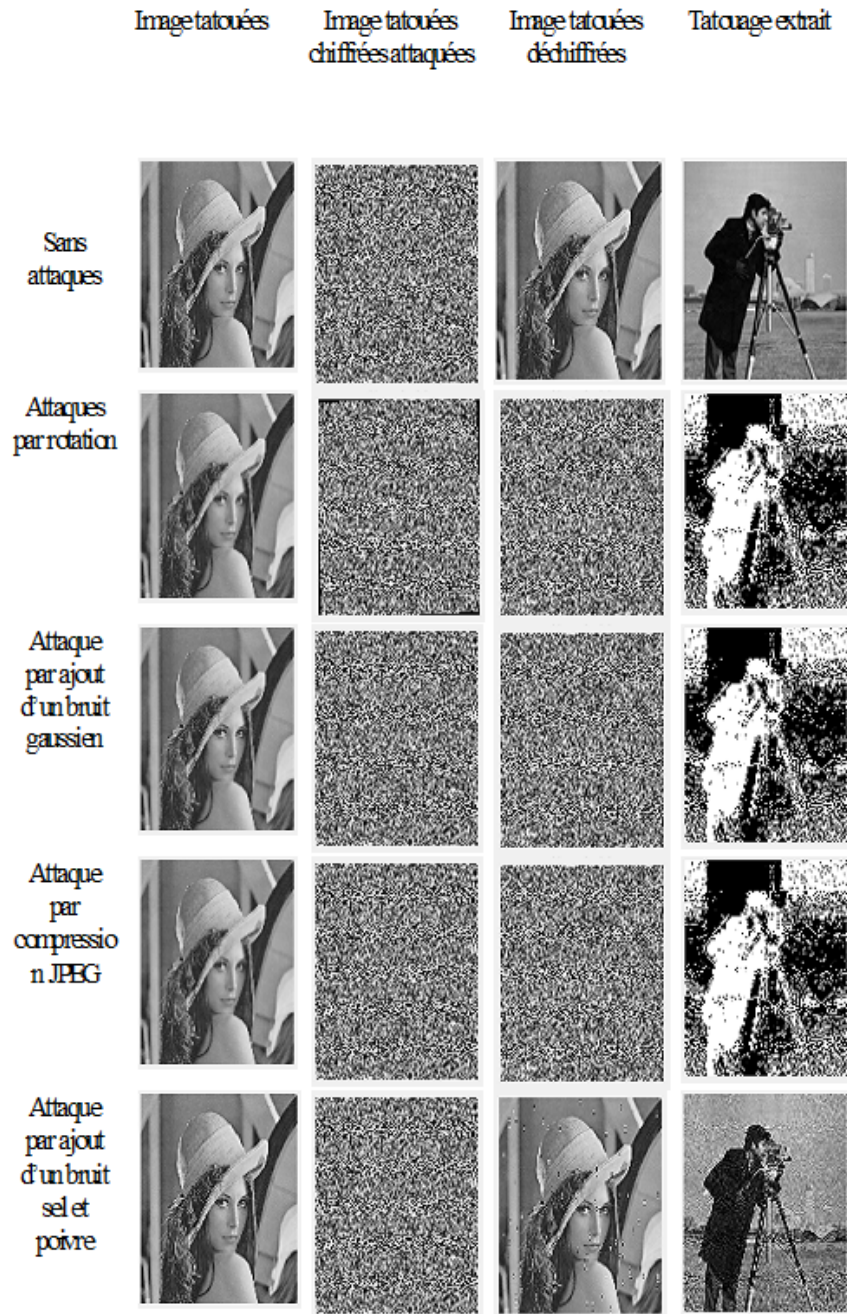 Image tatouées
Image tatouées
chiffrées attaquées
Image tatouées
déchiffrées
Tatouage extrait
Sans
attaques
Attaques
par rotation
Attaque
par ajout
d'un bruit
gaussien
Attaque
par
compressio
n JPEG
Attaque
par ajout
d'un bruit
sel et
poivre